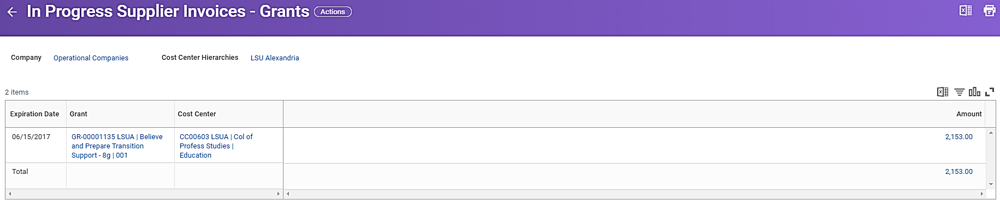 In Progress Supplier Invoices - Grants Actions
Company Operational Companies Cost Center Hierarchies LSU Alexandria
2 items
Expiration Date Grant Cost Center Amount
06/15/2017 GR-00001135 LSUA | Believe CC00603 LSUA | Col of 2,153.00
and Prepare Transition Profess Studies |
Support - 8g | 001 Education
Total 2,153.00